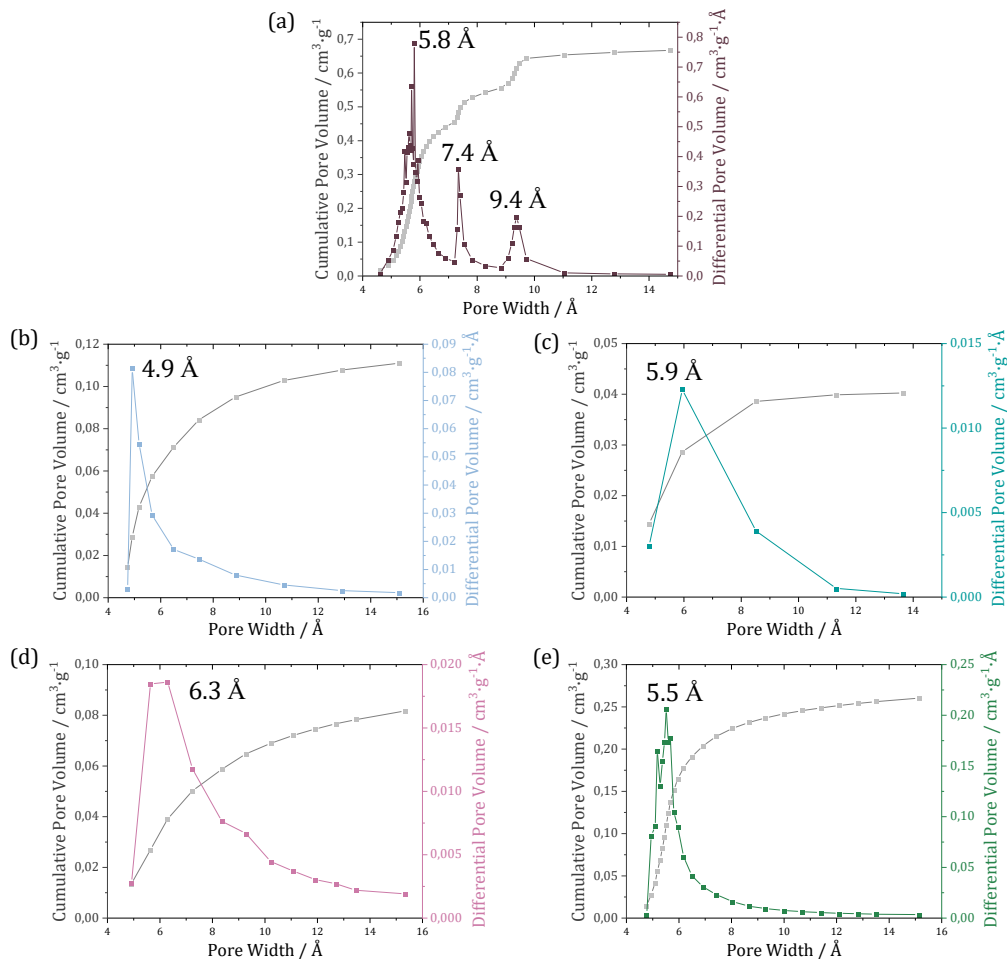 (a)
5.8 Å
7.4 Å
9.4 Å
Cumulative Pore Volume / cm³·g⁻¹
0,7
0,6
0,5
0,4
0,3
0,2
0,1
0,0
Differential Pore Volume / cm³·g⁻¹·Å
0,8
0,7
0,6
0,5
0,4
0,3
0,2
0,1
0,0
4 6 8 10 12 14
Pore Width / Å
(b)
4.9 Å
Cumulative Pore Volume / cm³·g⁻¹
0,12
0,10
0,08
0,06
0,04
0,02
0,00
Differential Pore Volume / cm³·g⁻¹·Å
0,09
0,08
0,07
0,06
0,05
0,04
0,03
0,02
0,01
0,00
4 6 8 10 12 14 16
Pore Width / Å
(c)
5.9 Å
Cumulative Pore Volume / cm³·g⁻¹
0,05
0,04
0,03
0,02
0,01
0,00
Differential Pore Volume / cm³·g⁻¹·Å
0,015
0,010
0,005
0,000
4 6 8 10 12 14
Pore Width / Å
(d)
6.3 Å
Cumulative Pore Volume / cm³·g⁻¹
0,10
0,08
0,06
0,04
0,02
0,00
Differential Pore Volume / cm³·g⁻¹·Å
0,020
0,015
0,010
0,005
0,000
4 6 8 10 12 14 16
Pore Width / Å
(e)
5.5 Å
Cumulative Pore Volume / cm³·g⁻¹
0,30
0,25
0,20
0,15
0,10
0,05
0,00
Differential Pore Volume / cm³·g⁻¹·Å
0,25
0,20
0,15
0,10
0,05
0,00
4 6 8 10 12 14 16
Pore Width / Å